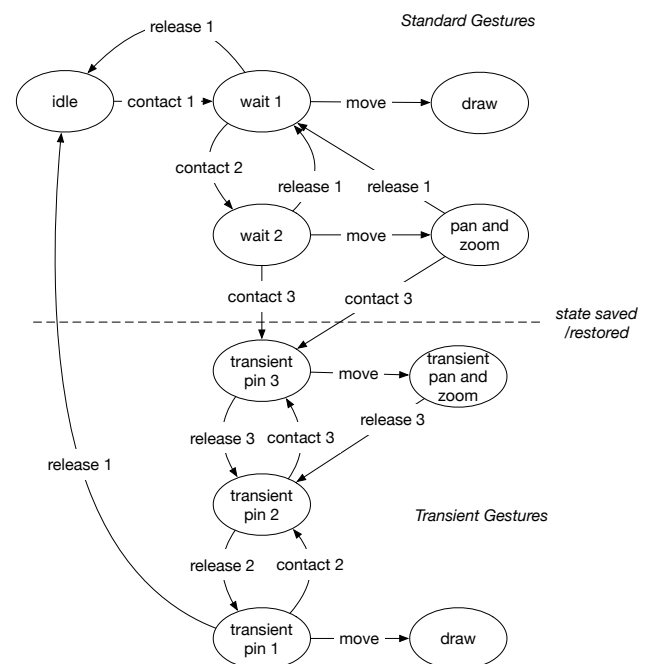 release 1
Standard Gestures
idle
contact 1
wait 1
move
draw
contact 2
release 1
release 1
wait 2
move
pan and
zoom
contact 3
contact 3
state saved
/restored
transient
pin 3
move
transient
pan and
zoom
release 3
contact 3
release 3
release 1
transient
pin 2
Transient Gestures
release 2
contact 2
transient
pin 1
move
draw